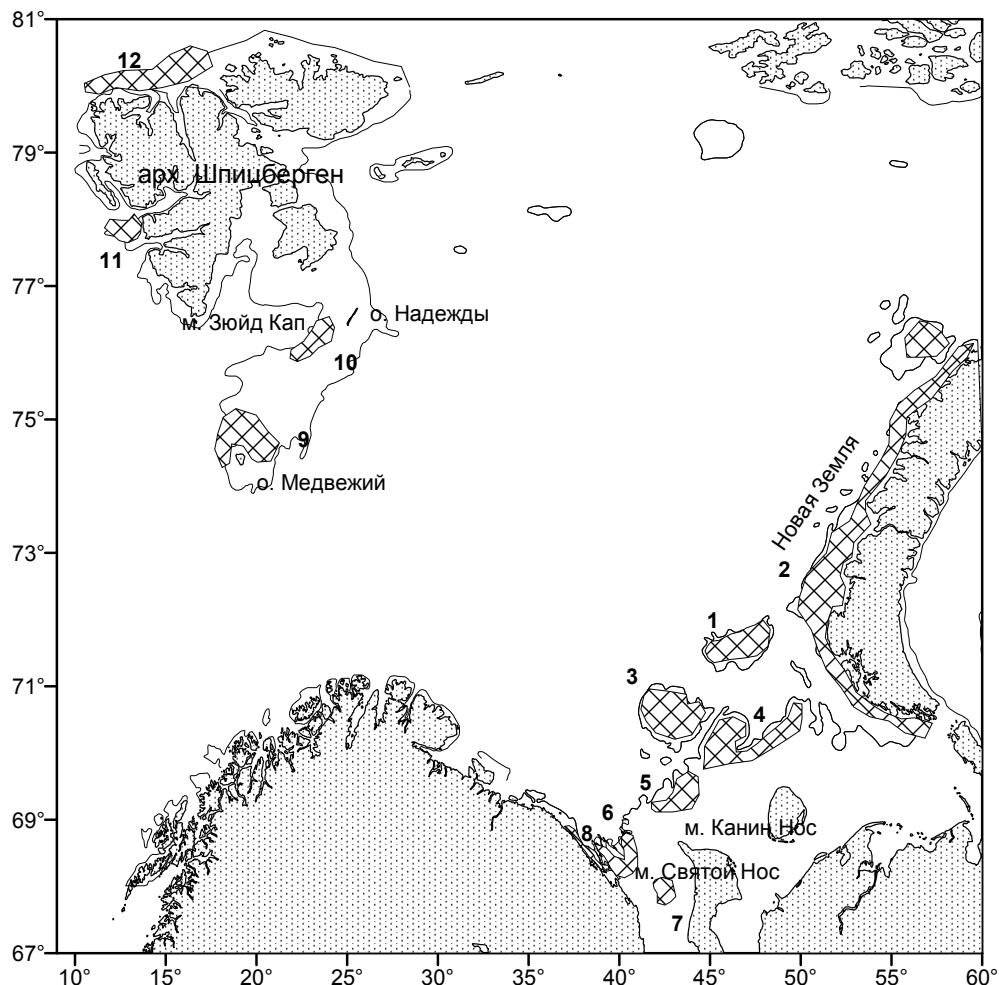 81°
12
79°
арх. Шпицберген
11
77°
м. Зюйд Кап
о. Надежды
10
75°
9
о. Медвежий
Новая Земля
73°
2
1
71°
3
4
5
69°
6
8
м. Канин Нос
м. Святой Нос
7
67°
10° 15° 20° 25° 30° 35° 40° 45° 50° 55° 60°